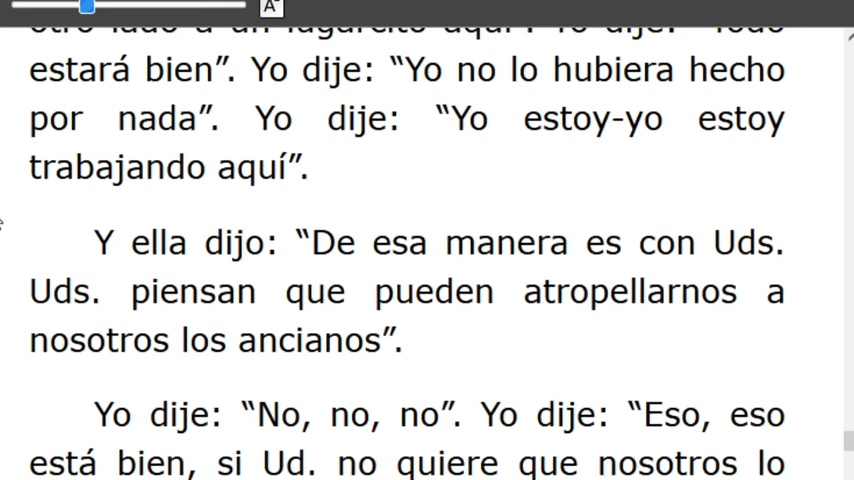 estará bien”. Yo dije: “Yo no lo hubiera hecho
por nada”. Yo dije: “Yo estoy-yo estoy
trabajando aquí”.
Y ella dijo: “De esa manera es con Uds.
Uds. piensan que pueden atropellarnos a
nosotros los ancianos”.
Yo dije: “No, no, no”. Yo dije: “Eso, eso
está bien, si Ud. no quiere que nosotros lo